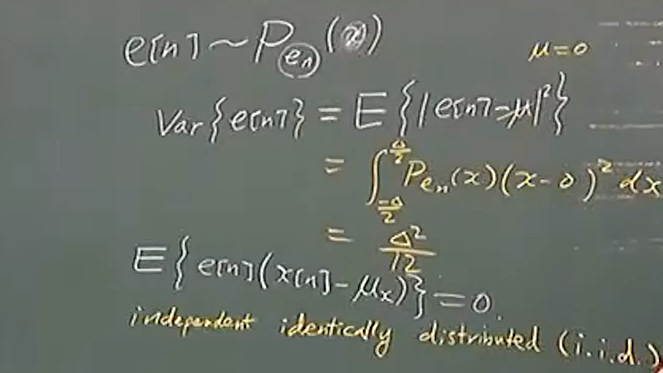 e[n] ~ P_{e_n}(x)
μ=0
Var{e[n]} = E{|e[n]-μ|²}
= ∫_{-Δ/2}^{Δ/2} P_{e_n}(x)(x-0)² dx
= Δ²/12
E{e[n](x[n]-μ_x)}=0.
independent identically distributed (i.i.d.)